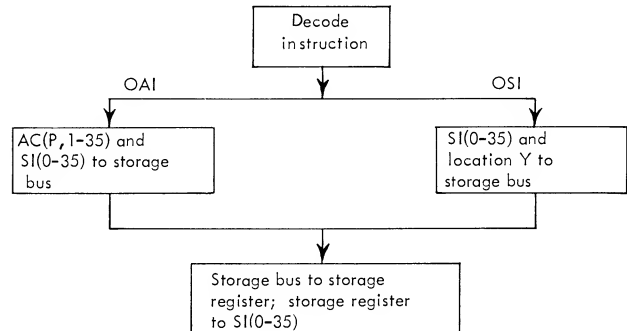 Decode
instruction
OAI
OSI
AC(P,1-35) and
SI(0-35) to storage
bus
SI(0-35) and
location Y to
storage bus
Storage bus to storage
register; storage register
to SI(0-35)